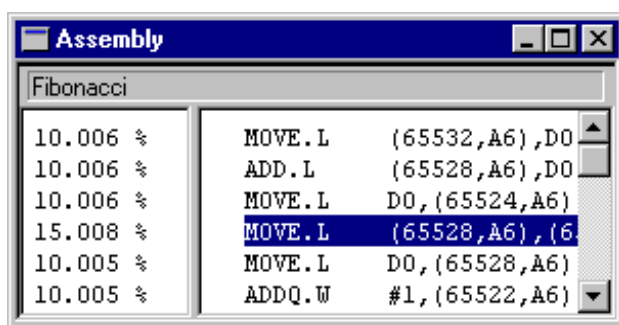 Assembly
Fibonacci
10.006 % MOVE.L (65532,A6),D0
10.006 % ADD.L (65528,A6),D0
10.006 % MOVE.L D0,(65524,A6)
15.008 % MOVE.L (65528,A6),(6
10.005 % MOVE.L D0,(65528,A6)
10.005 % ADDQ.W #1,(65522,A6)